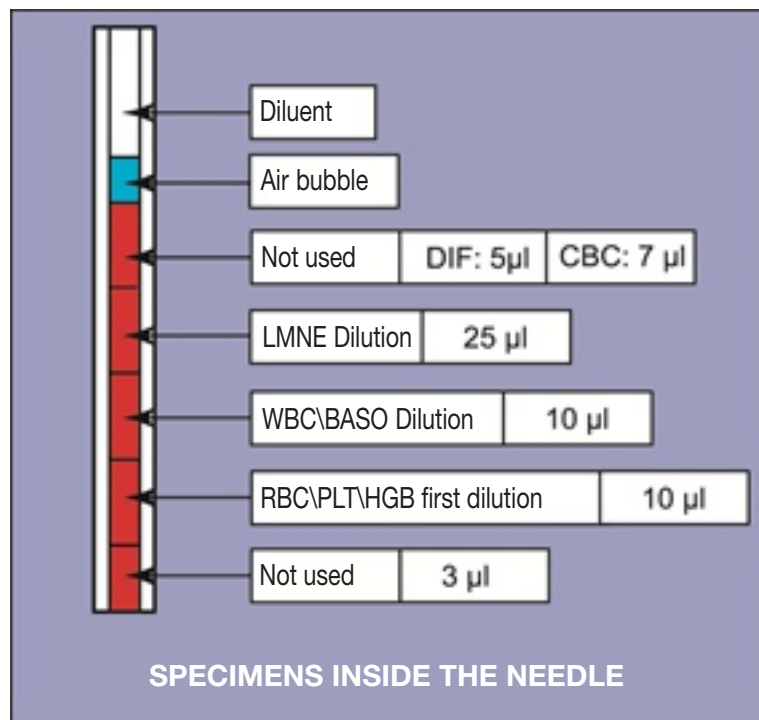 Diluent
Air bubble
Not used DIF: 5µl CBC: 7 µl
LMNE Dilution 25 µl
WBC\BASO Dilution 10 µl
RBC\PLT\HGB first dilution 10 µl
Not used 3 µl
SPECIMENS INSIDE THE NEEDLE